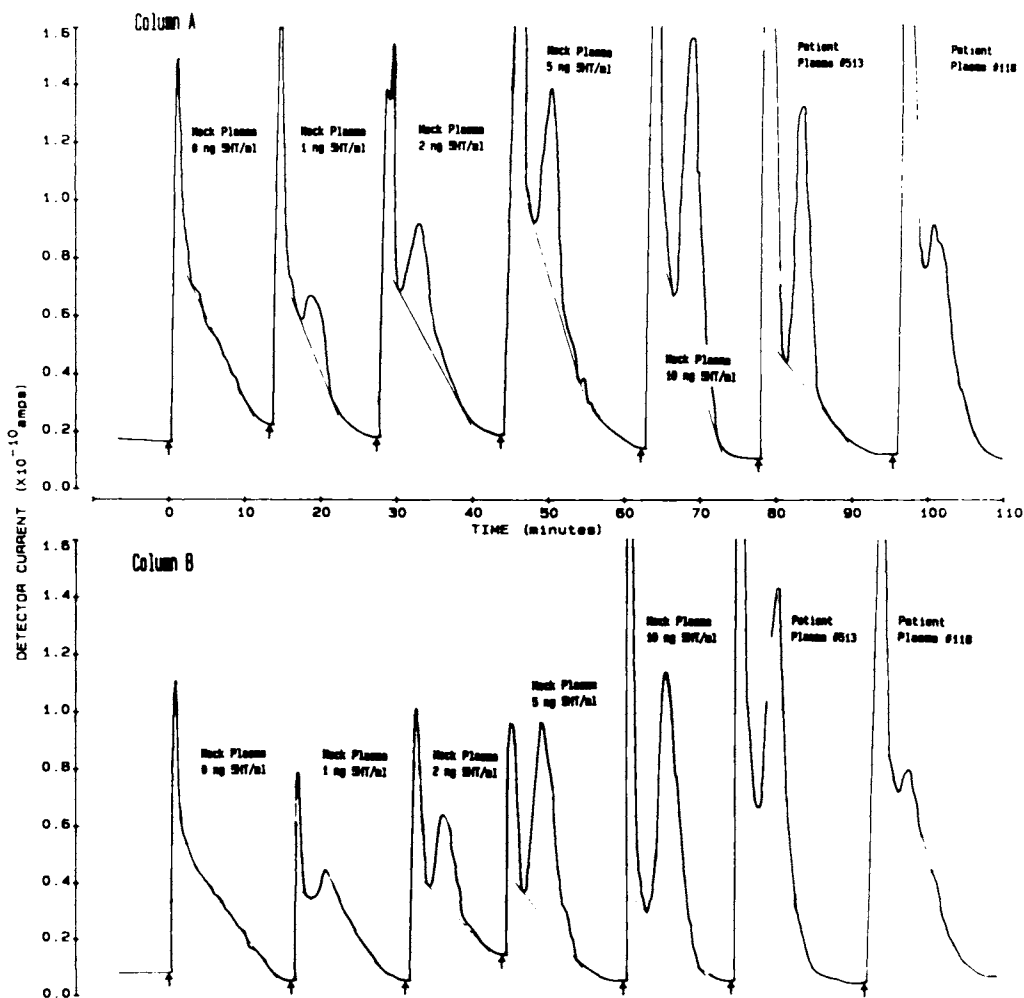 Column A
DETECTOR CURRENT (x10⁻¹⁰ amps)
1.6
1.4
1.2
1.0
0.8
0.6
0.4
0.2
0.0
Mock Plasma
0 ng 5HT/ml
Mock Plasma
1 ng 5HT/ml
Mock Plasma
2 ng 5HT/ml
Mock Plasma
5 ng 5HT/ml
Mock Plasma
10 ng 5HT/ml
Patient
Plasma #513
Patient
Plasma #118
0 10 20 30 40 50 60 70 80 90 100 110
TIME (minutes)
Column B
1.6
1.4
1.2
1.0
0.8
0.6
0.4
0.2
0.0
Mock Plasma
0 ng 5HT/ml
Mock Plasma
1 ng 5HT/ml
Mock Plasma
2 ng 5HT/ml
Mock Plasma
5 ng 5HT/ml
Mock Plasma
10 ng 5HT/ml
Patient
Plasma #513
Patient
Plasma #118